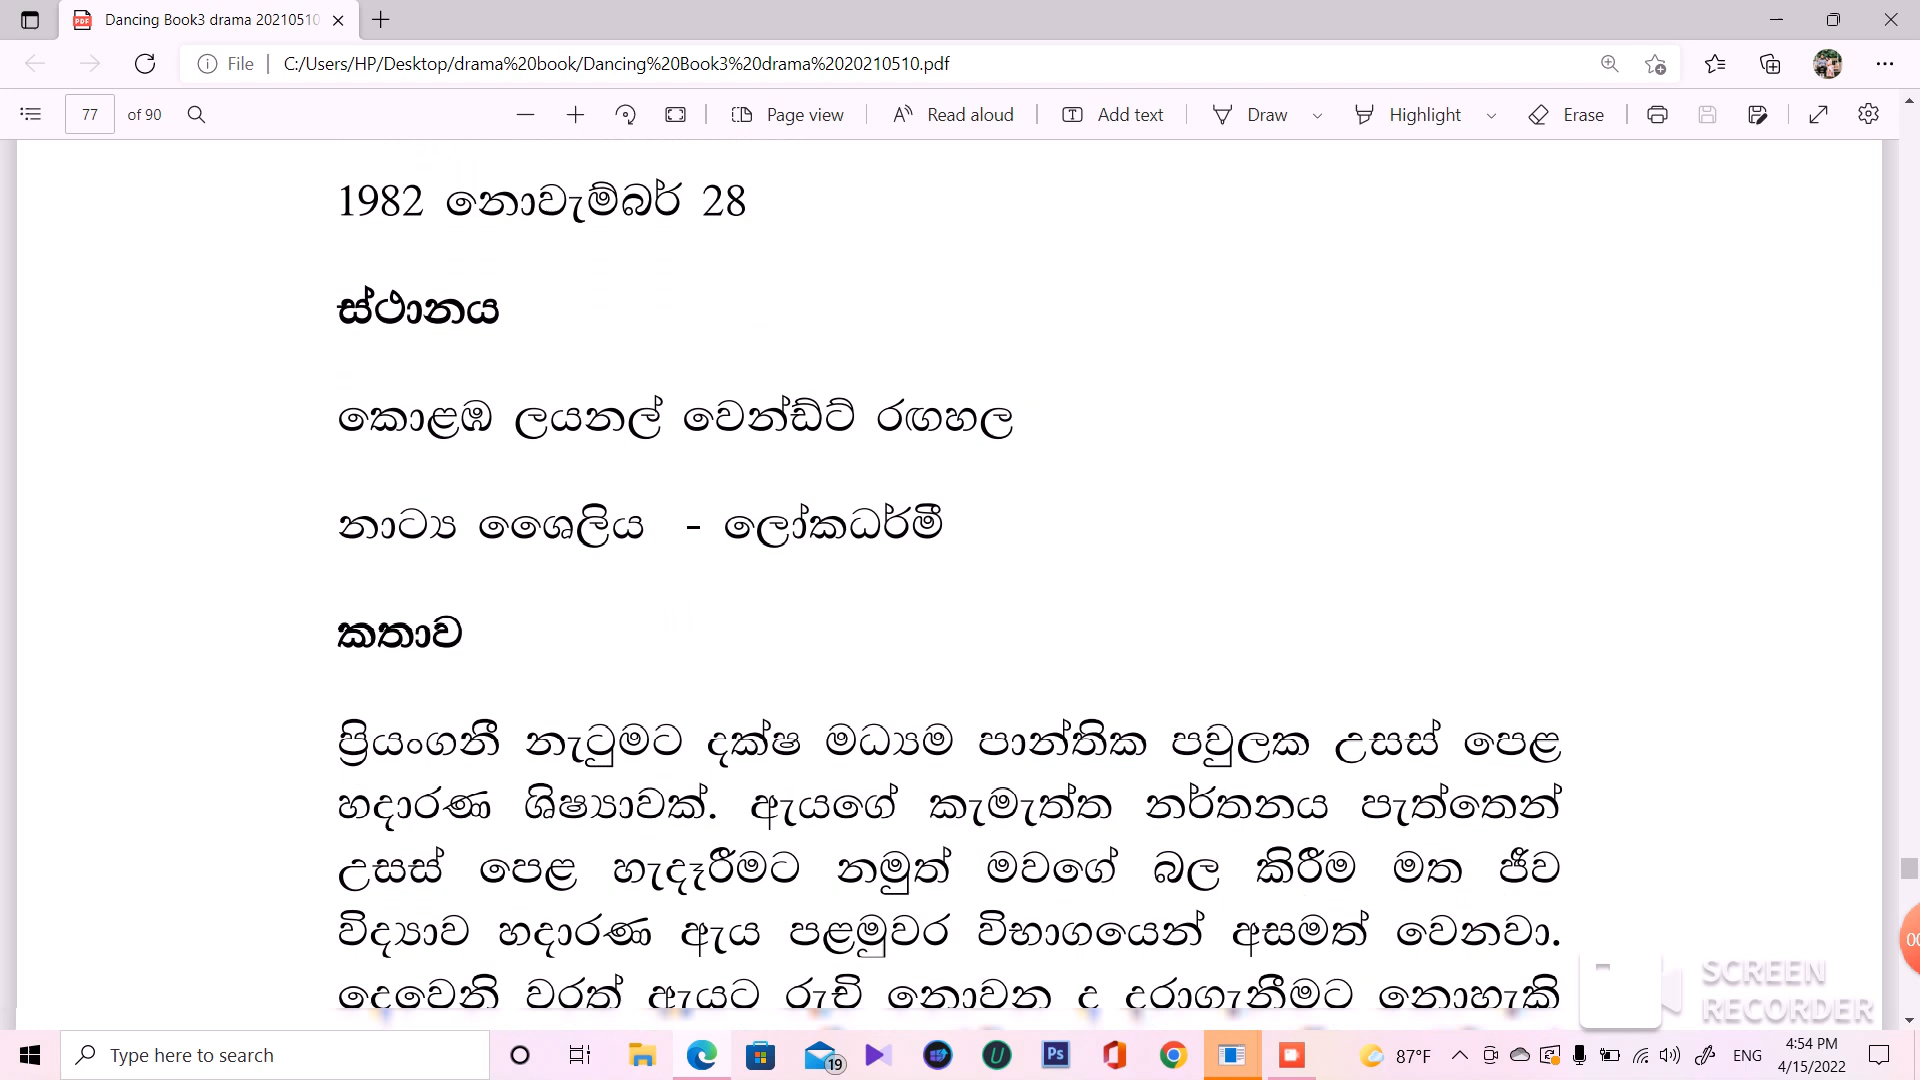 Dancing Book3 drama 20210510
File
C:/Users/HP/Desktop/drama%20book/Dancing%20Book3%20drama%2020210510.pdf
77 of 90
Page view
Read aloud
Add text
Draw
Highlight
Erase
1982 නොවැම්බර් 28
ස්ථානය
කොළඹ ලයනල් වෙන්ඩ්ට් රඟහල
නාට්‍ය ශෛලිය - ලෝකධර්මී
කතාව
ප්‍රියංගනී නැටුමට දක්ෂ මධ්‍යම පාන්තික පවුලක උසස් පෙළ
හදාරණ ශිෂ්‍යාවක්. ඇයගේ කැමැත්ත නර්තනය පැත්තෙන්
උසස් පෙළ හැදෑරීමට නමුත් මවගේ බල කිරීම මත ජීව
විද්‍යාව හදාරණ ඇය පළමුවර විභාගයෙන් අසමත් වෙනවා.
දෙවෙනි වරත් ඇයට රුචි නොවන ද දරාගැනීමට නොහැකි
00
SCREEN
RECORDER
Type here to search
19
Ps
87°F
ENG
4:54 PM
4/15/2022